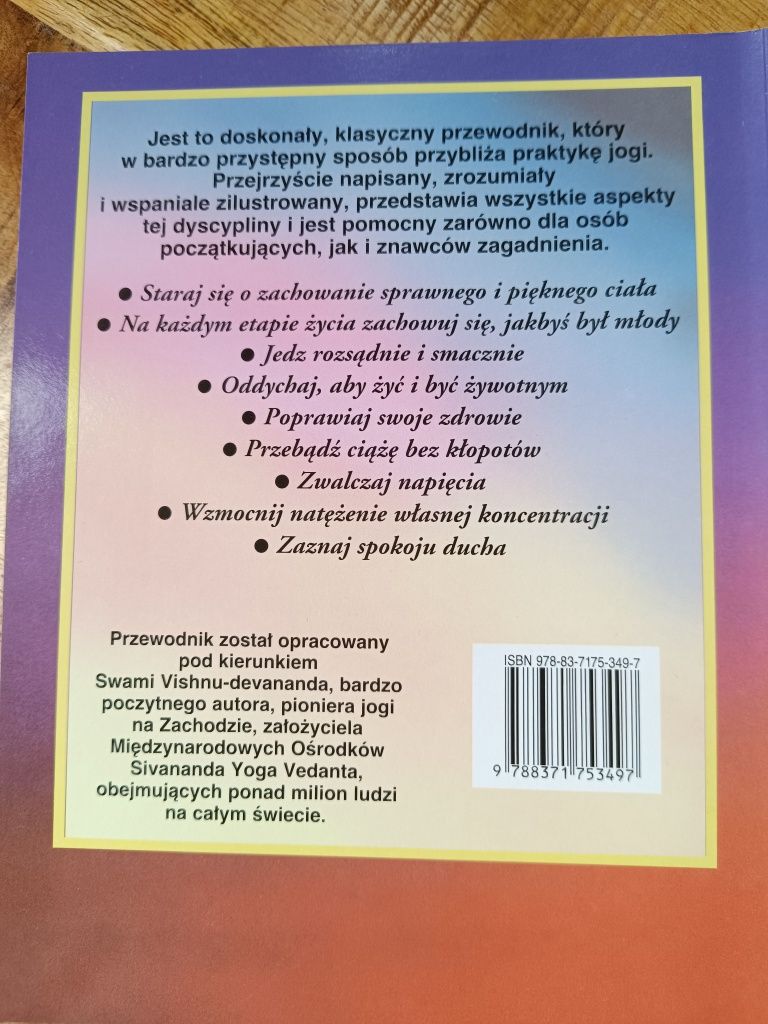 Jest to doskonały, klasyczny przewodnik, który
w bardzo przystępny sposób przybliża praktykę jogi.
Przejrzyście napisany, zrozumiały
i wspaniale zilustrowany, przedstawia wszystkie aspekty
tej dyscypliny i jest pomocny zarówno dla osób
początkujących, jak i znawców zagadnienia.
● Staraj się o zachowanie sprawnego i pięknego ciała
● Na każdym etapie życia zachowuj się, jakbyś był młody
● Jedz rozsądnie i smacznie
● Oddychaj, aby żyć i być żywotnym
● Poprawiaj swoje zdrowie
● Przebądź ciążę bez kłopotów
● Zwalczaj napięcia
● Wzmocnij natężenie własnej koncentracji
● Zaznaj spokoju ducha
Przewodnik został opracowany
pod kierunkiem
Swami Vishnu-devananda, bardzo
poczytnego autora, pioniera jogi
na Zachodzie, założyciela
Międzynarodowych Ośrodków
Sivananda Yoga Vedanta,
obejmujących ponad milion ludzi
na całym świecie.
ISBN 978-83-7175-349-7
9 788371 753497